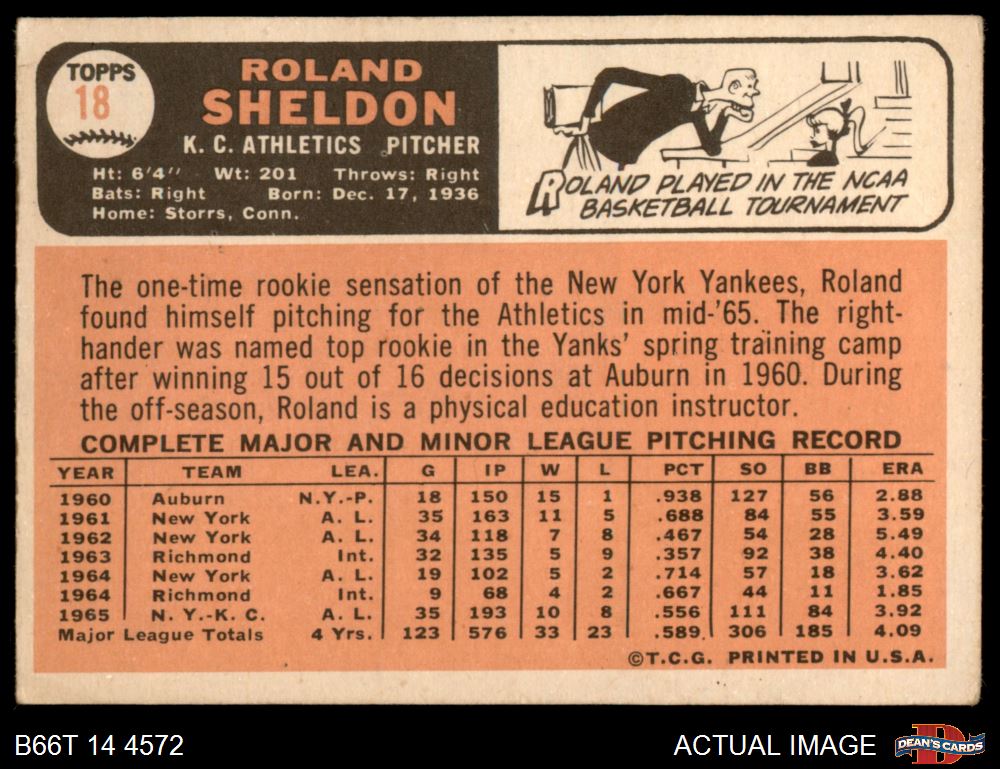 TOPPS
18
ROLAND
SHELDON
K. C. ATHLETICS PITCHER
Ht: 6'4" Wt: 201 Throws: Right
Bats: Right Born: Dec. 17, 1936
Home: Storrs, Conn.
ROLAND PLAYED IN THE NCAA
BASKETBALL TOURNAMENT
The one-time rookie sensation of the New York Yankees, Roland
found himself pitching for the Athletics in mid-'65. The right-
hander was named top rookie in the Yanks' spring training camp
after winning 15 out of 16 decisions at Auburn in 1960. During
the off-season, Roland is a physical education instructor.
COMPLETE MAJOR AND MINOR LEAGUE PITCHING RECORD
YEAR TEAM LEA. G IP W L PCT SO BB ERA
1960 Auburn N.Y.-P. 18 150 15 1 .938 127 56 2.88
1961 New York A. L. 35 163 11 5 .688 84 55 3.59
1962 New York A. L. 34 118 7 8 .467 54 28 5.49
1963 Richmond Int. 32 135 5 9 .357 92 38 4.40
1964 New York A. L. 19 102 5 2 .714 57 18 3.62
1964 Richmond Int. 9 68 4 2 .667 44 11 1.85
1965 N. Y.-K. C. A. L. 35 193 10 8 .556 111 84 3.92
Major League Totals 4 Yrs. 123 576 33 23 .589 306 185 4.09
©T.C.G. PRINTED IN U.S.A.
B66T 14 4572
ACTUAL IMAGE
D
DEAN'S CARDS